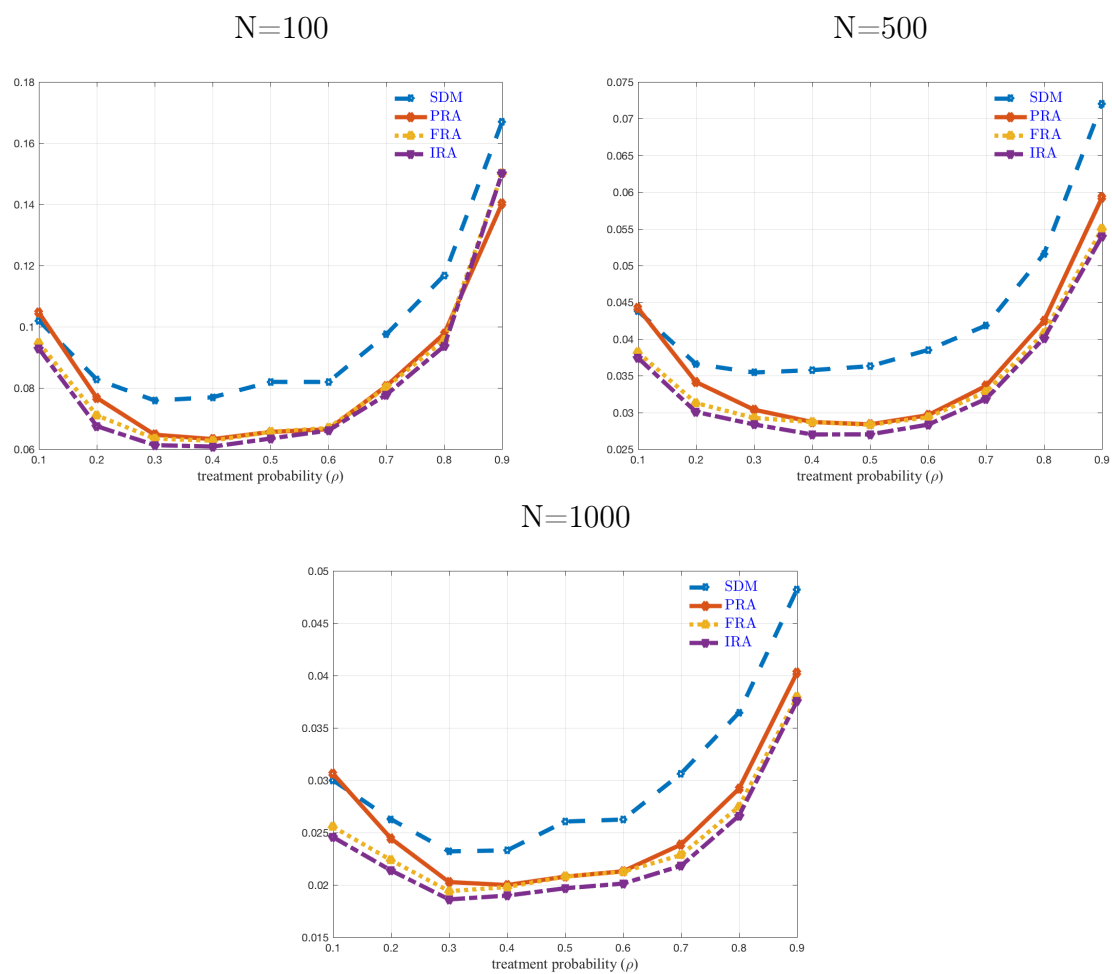 N=100
0.18
0.16
0.14
0.12
0.1
0.08
0.06
0.1 0.2 0.3 0.4 0.5 0.6 0.7 0.8 0.9
treatment probability (ρ)
SDM
PRA
FRA
IRA
N=500
0.075
0.07
0.065
0.06
0.055
0.05
0.045
0.04
0.035
0.03
0.025
0.1 0.2 0.3 0.4 0.5 0.6 0.7 0.8 0.9
treatment probability (ρ)
SDM
PRA
FRA
IRA
N=1000
0.05
0.045
0.04
0.035
0.03
0.025
0.02
0.015
0.1 0.2 0.3 0.4 0.5 0.6 0.7 0.8 0.9
treatment probability (ρ)
SDM
PRA
FRA
IRA